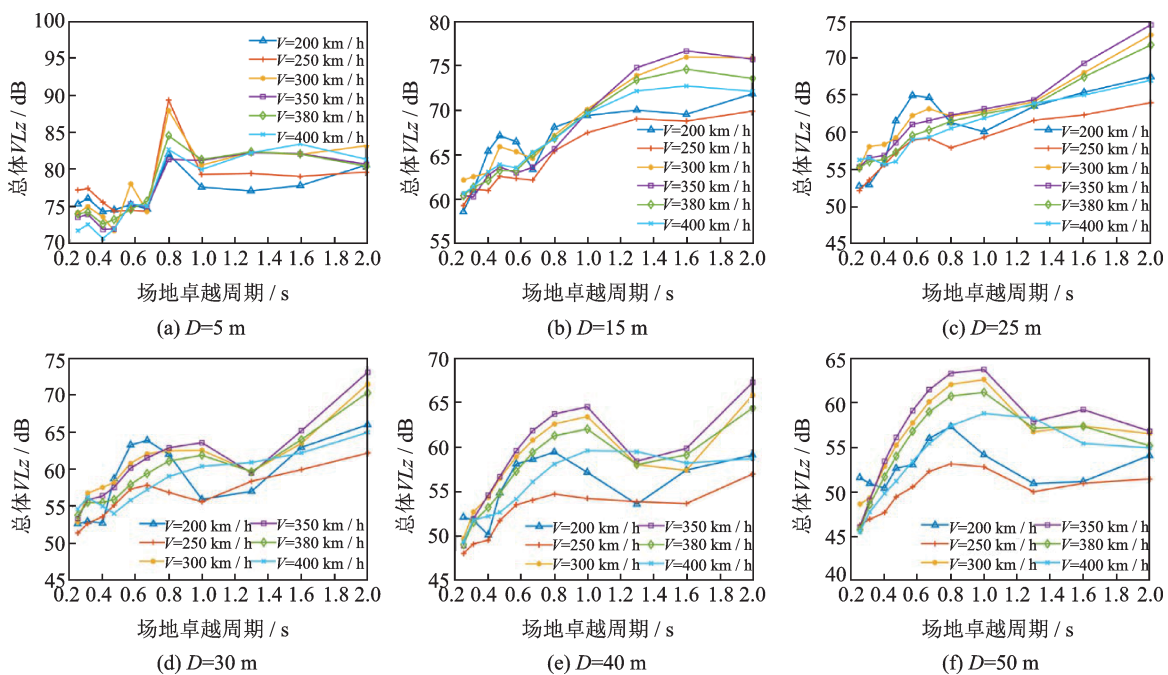 总体VLz / dB
100
95
90
85
80
75
70
V=200 km / h
V=250 km / h
V=300 km / h
V=350 km / h
V=380 km / h
V=400 km / h
0.2 0.4 0.6 0.8 1.0 1.2 1.4 1.6 1.8 2.0
场地卓越周期 / s
(a) D=5 m
总体VLz / dB
80
75
70
65
60
55
V=200 km / h
V=250 km / h
V=300 km / h
V=350 km / h
V=380 km / h
V=400 km / h
0.2 0.4 0.6 0.8 1.0 1.2 1.4 1.6 1.8 2.0
场地卓越周期 / s
(b) D=15 m
总体VLz / dB
75
70
65
60
55
50
45
V=200 km / h
V=250 km / h
V=300 km / h
V=350 km / h
V=380 km / h
V=400 km / h
0.2 0.4 0.6 0.8 1.0 1.2 1.4 1.6 1.8 2.0
场地卓越周期 / s
(c) D=25 m
总体VLz / dB
75
70
65
60
55
50
45
V=200 km / h V=350 km / h
V=250 km / h V=380 km / h
V=300 km / h V=400 km / h
0.2 0.4 0.6 0.8 1.0 1.2 1.4 1.6 1.8 2.0
场地卓越周期 / s
(d) D=30 m
总体VLz / dB
70
65
60
55
50
45
V=200 km / h V=350 km / h
V=250 km / h V=380 km / h
V=300 km / h V=400 km / h
0.2 0.4 0.6 0.8 1.0 1.2 1.4 1.6 1.8 2.0
场地卓越周期 / s
(e) D=40 m
总体VLz / dB
65
60
55
50
45
40
V=200 km / h V=350 km / h
V=250 km / h V=380 km / h
V=300 km / h V=400 km / h
0.2 0.4 0.6 0.8 1.0 1.2 1.4 1.6 1.8 2.0
场地卓越周期 / s
(f) D=50 m